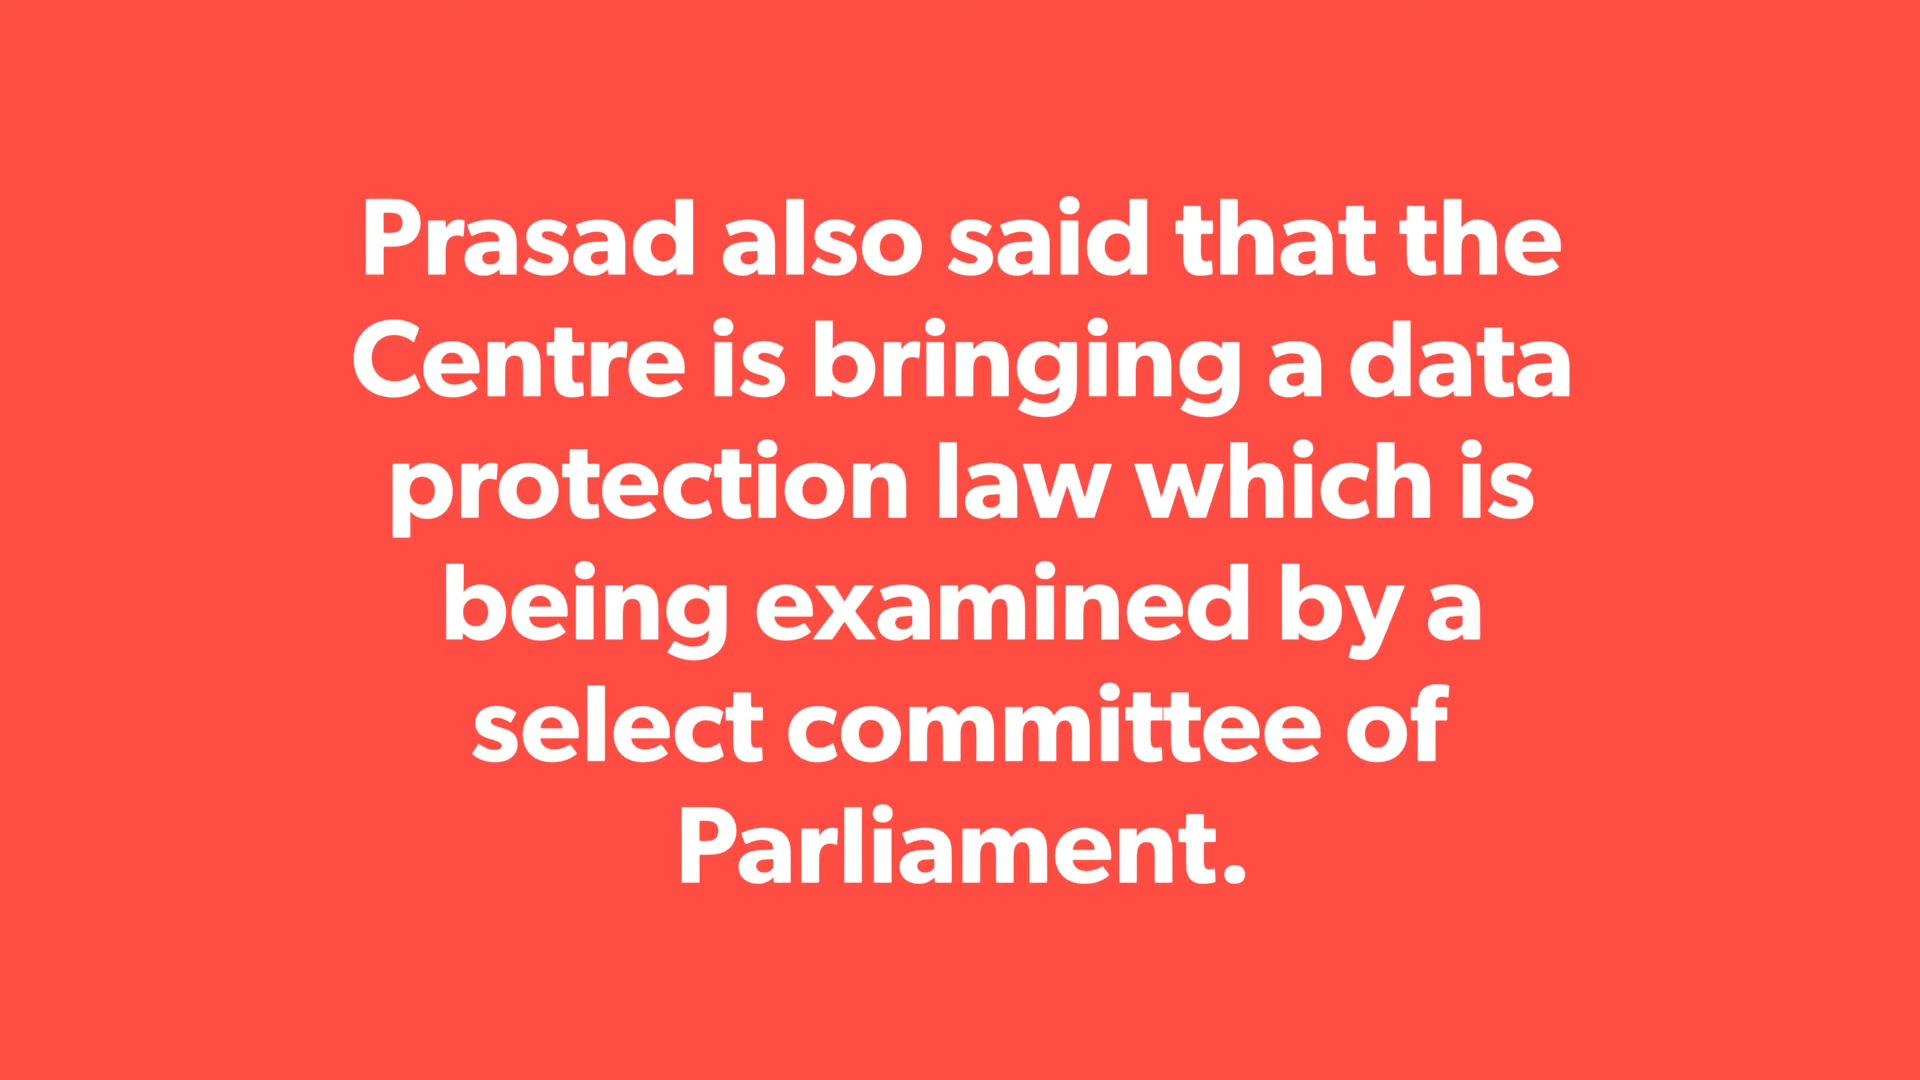 Prasad also said that the
Centre is bringing a data
protection law which is
being examined by a
select committee of
Parliament.